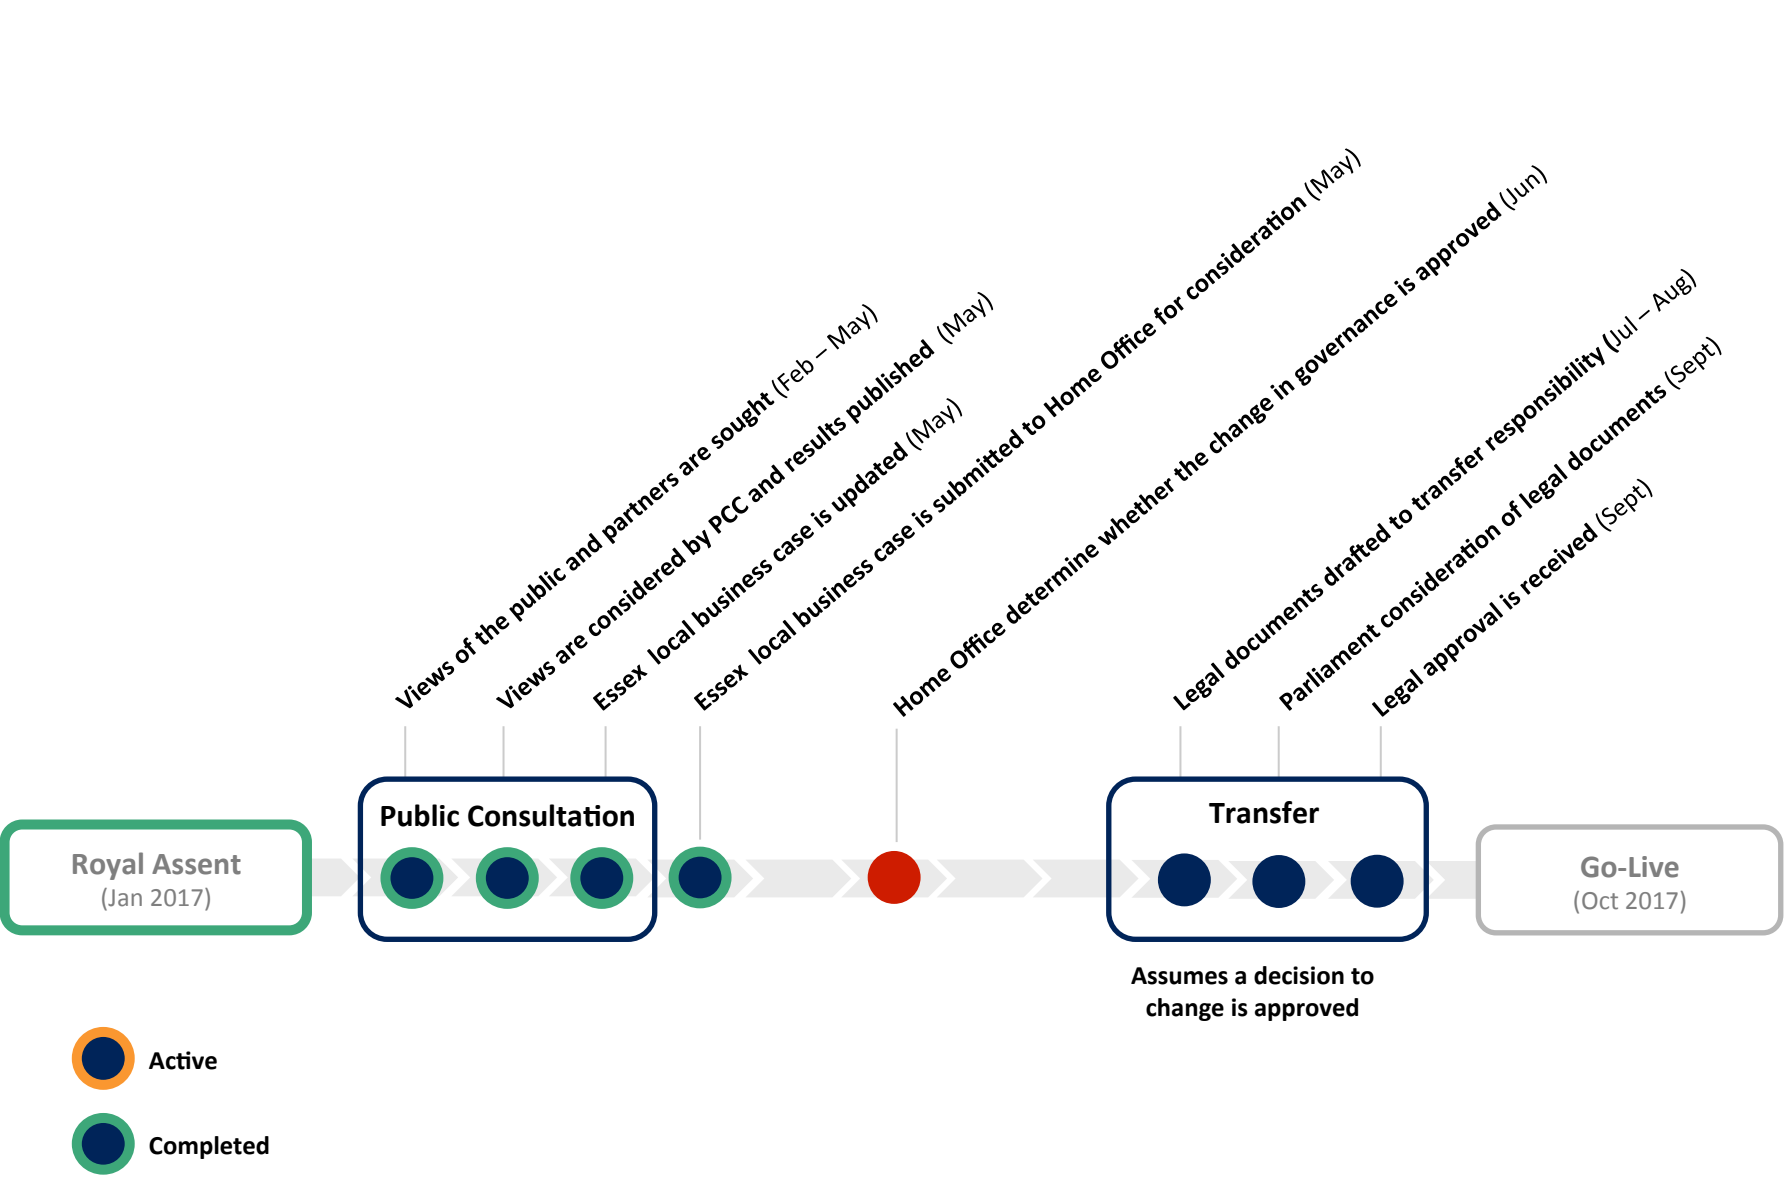 Views of the public and partners are sought (Feb – May)
Views are considered by PCC and results published (May)
Essex local business case is updated (May)
Essex local business case is submitted to Home Office for consideration (May)
Home Office determine whether the change in governance is approved (Jun)
Legal documents drafted to transfer responsibility (Jul – Aug)
Parliament consideration of legal documents (Sept)
Legal approval is received (Sept)
Royal Assent
(Jan 2017)
Public Consultation
Transfer
Go-Live
(Oct 2017)
Assumes a decision to
change is approved
Active
Completed